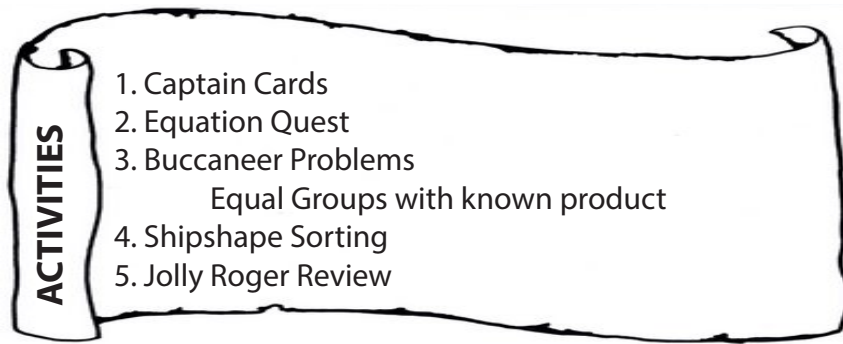 ACTIVITIES
1. Captain Cards
2. Equation Quest
3. Buccaneer Problems
Equal Groups with known product
4. Shipshape Sorting
5. Jolly Roger Review